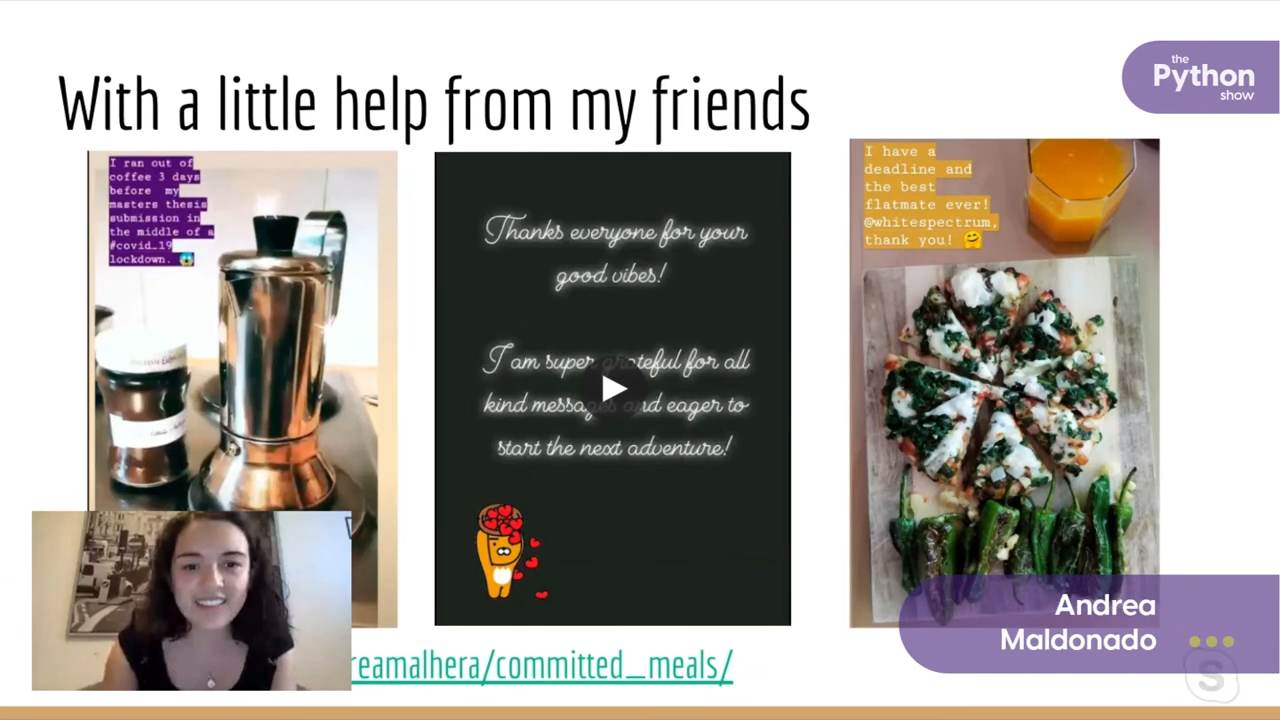 With a little help from my friends
the
Python
show
I ran out of
coffee 3 days
before my
masters thesis
submission in
the middle of a
#covid_19
lockdown. 😱
Thanks everyone for your
good vibes!
I am super grateful for all
kind messages and eager to
start the next adventure!
I have a
deadline and
the best
flatmate ever!
@whitespectrum,
thank you! 🤗
reamalhera/committed_meals/
Andrea
Maldonado
S